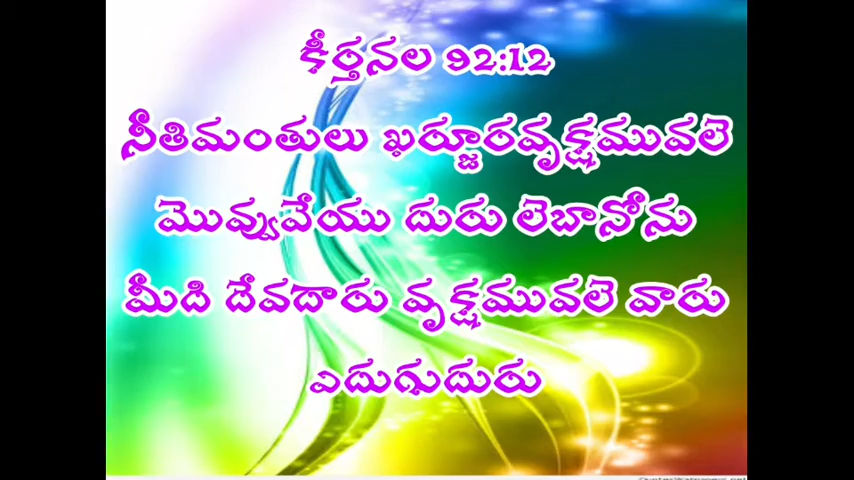 కీర్తనల 92:12
నీతిమంతులు ఖర్జూరవృక్షమువలె
మొవ్వువేయు దురు లెబానోను
మీది దేవదారు వృక్షమువలె వారు
ఎదుగుదురు